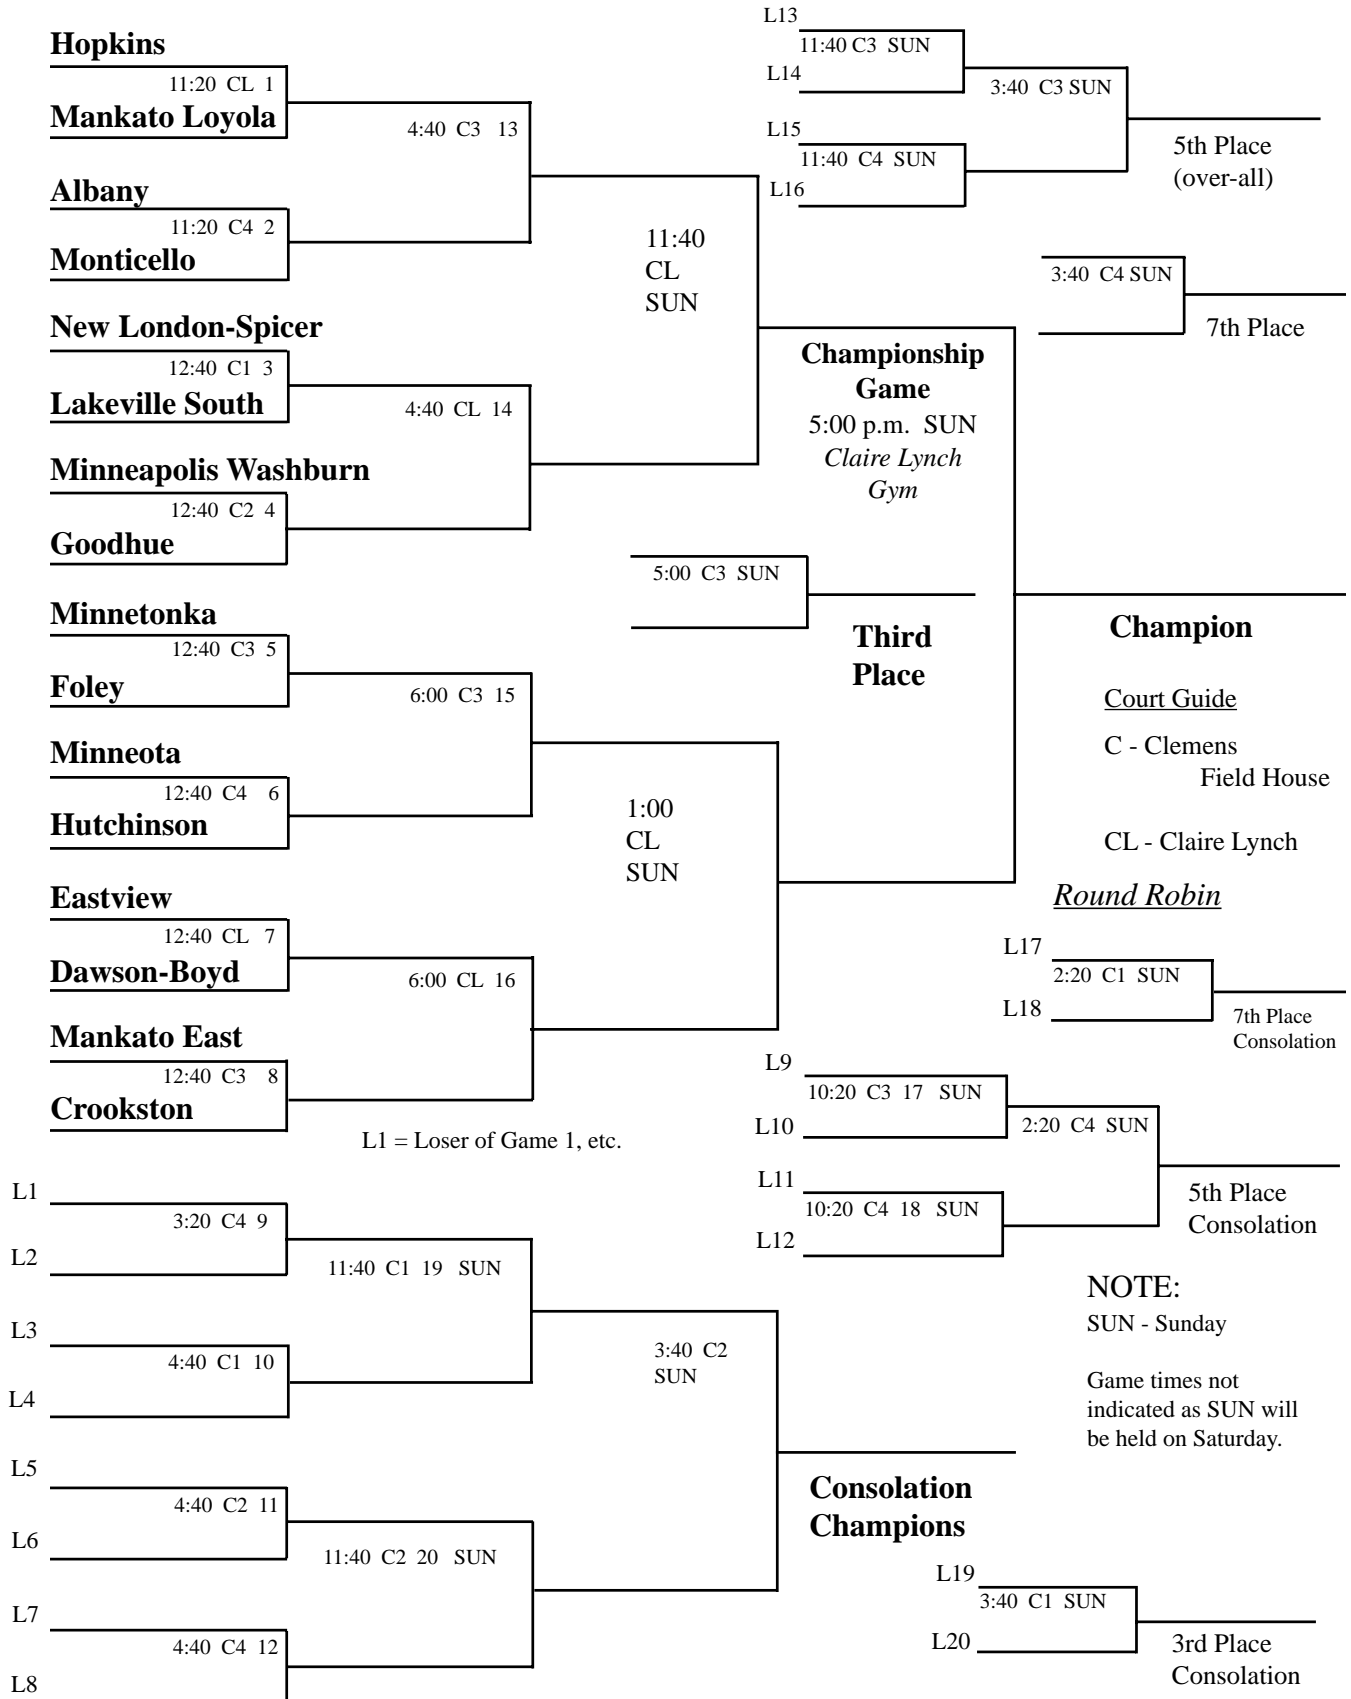 Hopkins
11:20 CL 1
Mankato Loyola
4:40 C3 13
Albany
11:20 C4 2
Monticello
11:40
CL
SUN
New London-Spicer
12:40 C1 3
Lakeville South
4:40 CL 14
Minneapolis Washburn
12:40 C2 4
Goodhue
Minnetonka
12:40 C3 5
Foley
6:00 C3 15
Minneota
12:40 C4 6
Hutchinson
1:00
CL
SUN
Eastview
12:40 CL 7
Dawson-Boyd
6:00 CL 16
Mankato East
12:40 C3 8
Crookston
L1 = Loser of Game 1, etc.
Championship
Game
5:00 p.m. SUN
Claire Lynch
Gym
5:00 C3 SUN
Third
Place
Champion
L13
11:40 C3 SUN
L14
3:40 C3 SUN
L15
11:40 C4 SUN
L16
5th Place
(over-all)
3:40 C4 SUN
7th Place
Court Guide
C - Clemens
Field House
CL - Claire Lynch
Round Robin
L17
2:20 C1 SUN
L18
7th Place
Consolation
L9
10:20 C3 17 SUN
L10
2:20 C4 SUN
L11
10:20 C4 18 SUN
L12
5th Place
Consolation
L1
3:20 C4 9
L2
11:40 C1 19 SUN
L3
4:40 C1 10
L4
3:40 C2
SUN
L5
4:40 C2 11
L6
11:40 C2 20 SUN
L7
4:40 C4 12
L8
Consolation
Champions
NOTE:
SUN - Sunday
Game times not
indicated as SUN will
be held on Saturday.
L19
3:40 C1 SUN
L20
3rd Place
Consolation